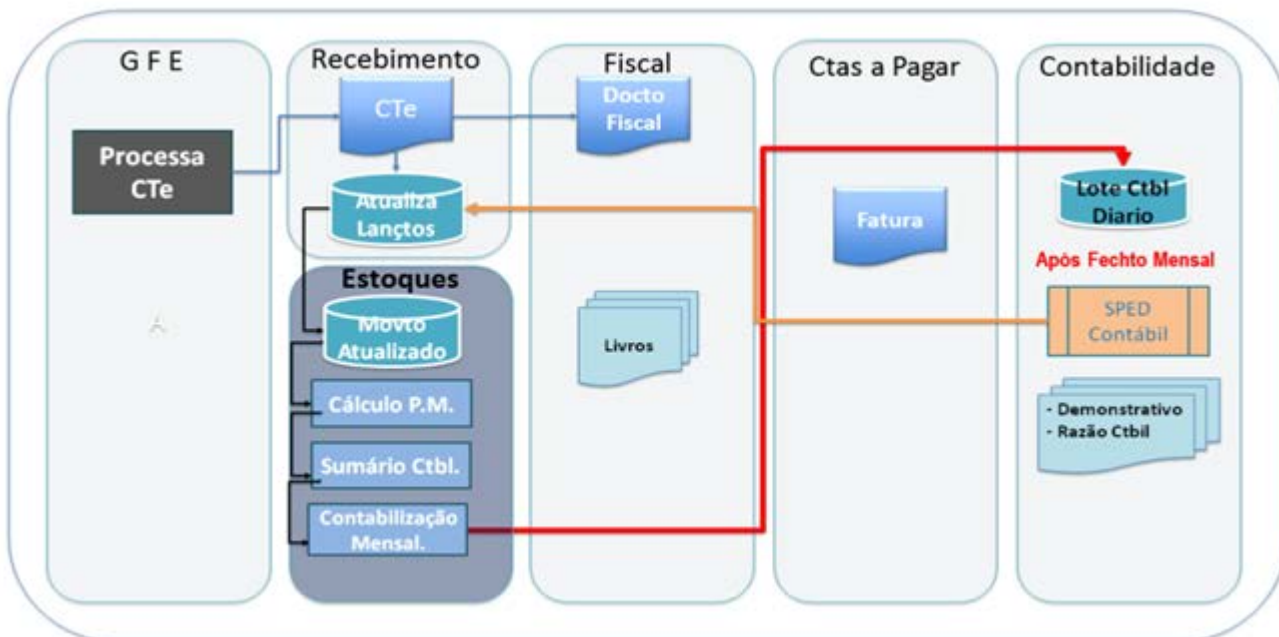 G F E
Processa
CTe
Recebimento
CTe
Atualiza
Lançtos
Estoques
Movto
Atualizado
Cálculo P.M.
Sumário Ctbl.
Contabilização
Mensal.
Fiscal
Docto
Fiscal
Livros
Ctas a Pagar
Fatura
Contabilidade
Lote Ctbl
Diario
Após Fechto Mensal
SPED
Contábil
- Demonstrativo
- Razão Ctbil